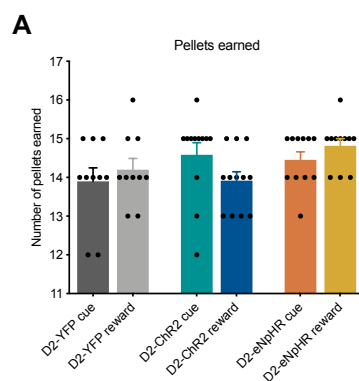 A
Pellets earned
Number of pellets earned
17
16
15
14
13
12
11
D2-YFP cue
D2-YFP reward
D2-ChR2 cue
D2-ChR2 reward
D2-eNpHR cue
D2-eNpHR reward